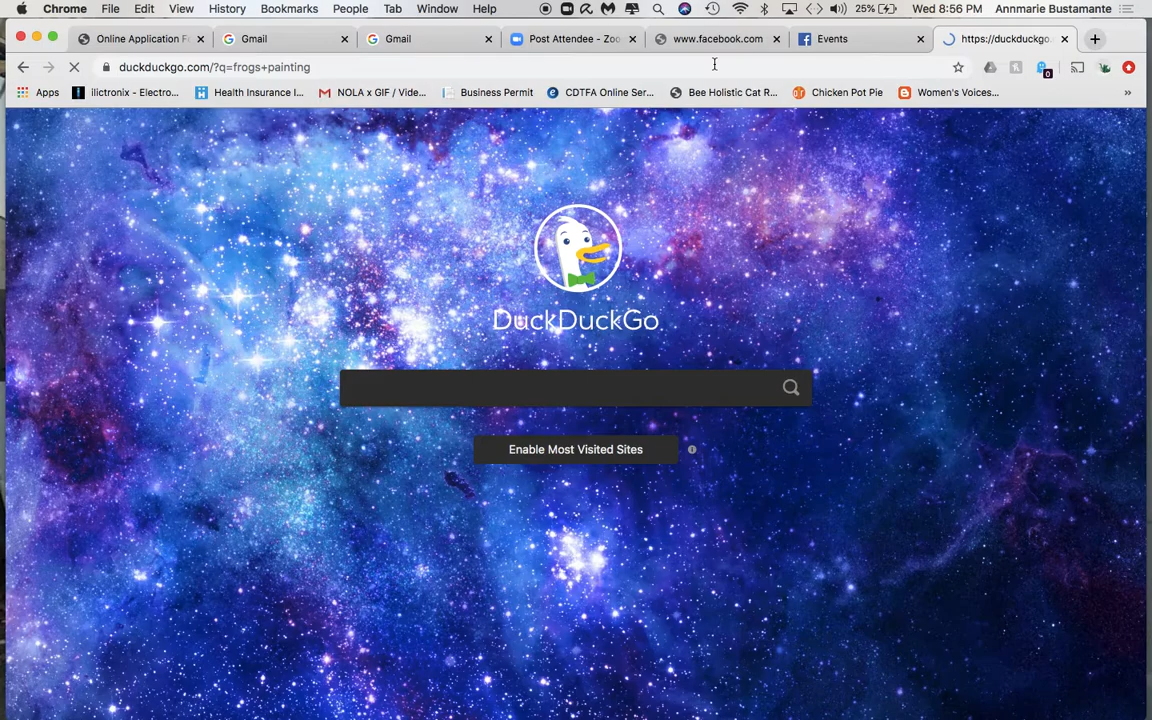 Chrome File Edit View History Bookmarks People Tab Window Help 25% Wed 8:56 PM Annmarie Bustamante
Online Application F Gmail Gmail Post Attendee - Zoo www.facebook.com Events https://duckduckgo.
duckduckgo.com/?q=frogs+painting 0
Apps ilictronix - Electro... Health Insurance I... NOLA x GIF / Vide... Business Permit CDTFA Online Ser... Bee Holistic Cat R... Chicken Pot Pie Women's Voices... »
DuckDuckGo
Enable Most Visited Sites